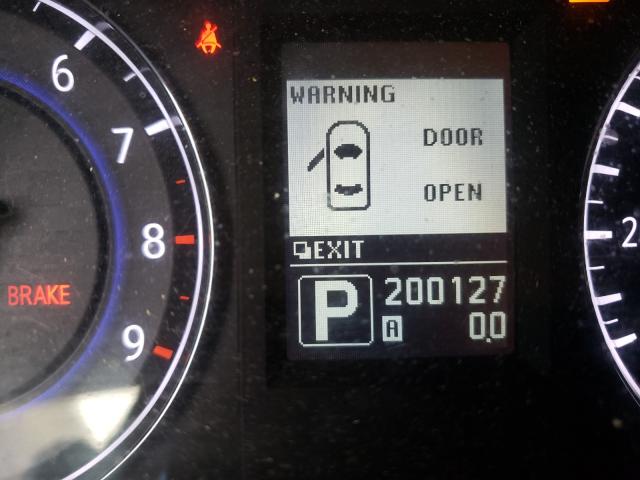 WARNING
DOOR
OPEN
EXIT
P
200127
A 0.0
6
7
8
9
BRAKE
2